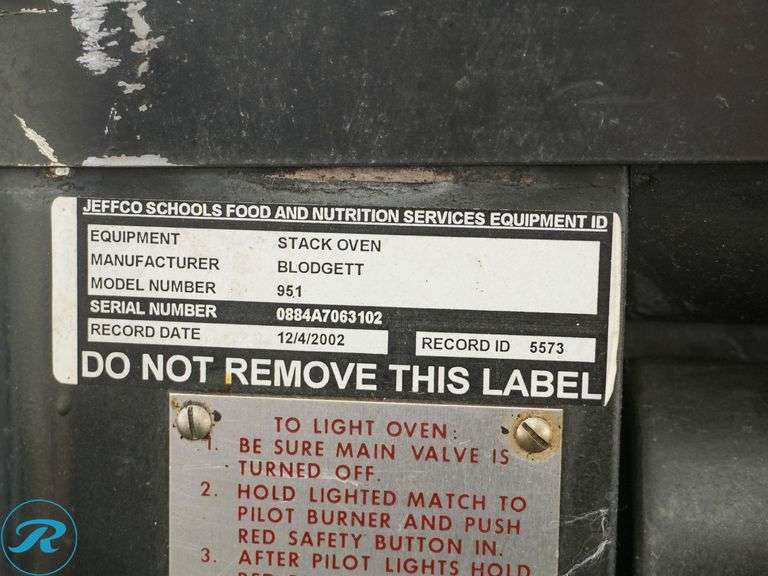 JEFFCO SCHOOLS FOOD AND NUTRITION SERVICES EQUIPMENT ID
EQUIPMENT STACK OVEN
MANUFACTURER BLODGETT
MODEL NUMBER 951
SERIAL NUMBER 0884A7063102
RECORD DATE 12/4/2002 RECORD ID 5573
DO NOT REMOVE THIS LABEL
TO LIGHT OVEN:
1. BE SURE MAIN VALVE IS
TURNED OFF.
2. HOLD LIGHTED MATCH TO
PILOT BURNER AND PUSH
RED SAFETY BUTTON IN.
3. AFTER PILOT LIGHTS HOLD
R